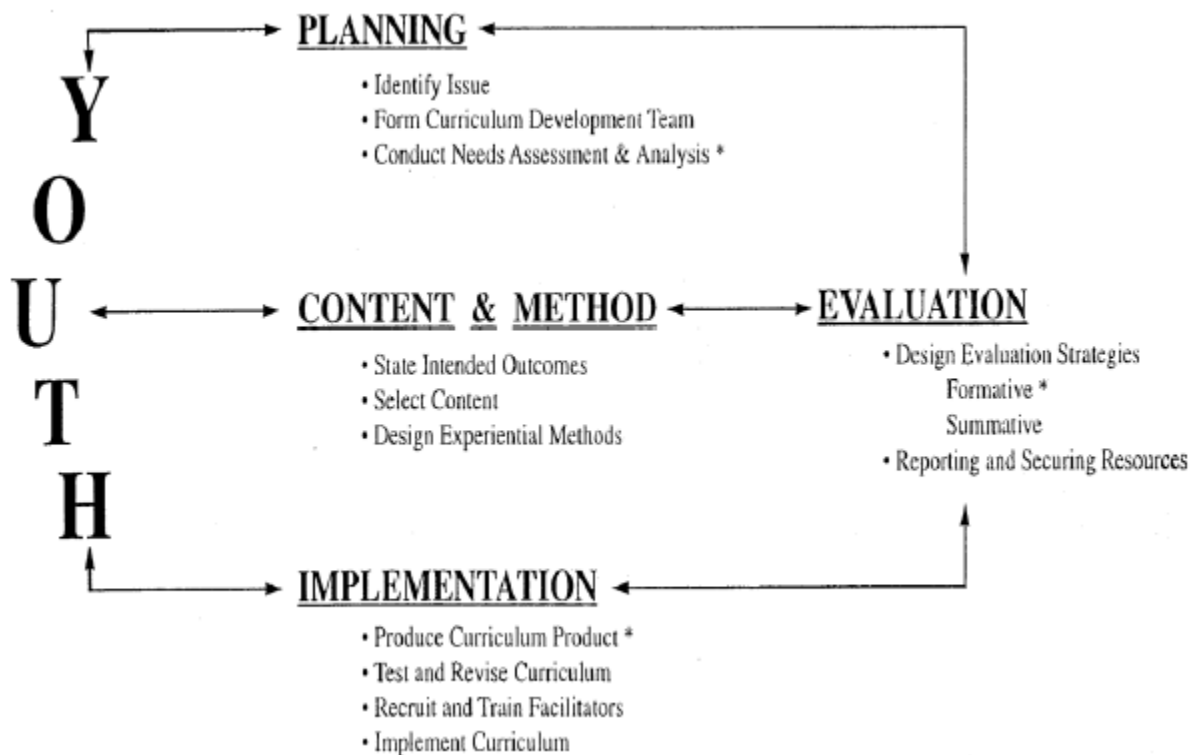 PLANNING
• Identify Issue
• Form Curriculum Development Team
• Conduct Needs Assessment & Analysis *
YOUTH
CONTENT & METHOD
• State Intended Outcomes
• Select Content
• Design Experiential Methods
EVALUATION
• Design Evaluation Strategies
Formative *
Summative
• Reporting and Securing Resources
IMPLEMENTATION
• Produce Curriculum Product *
• Test and Revise Curriculum
• Recruit and Train Facilitators
• Implement Curriculum